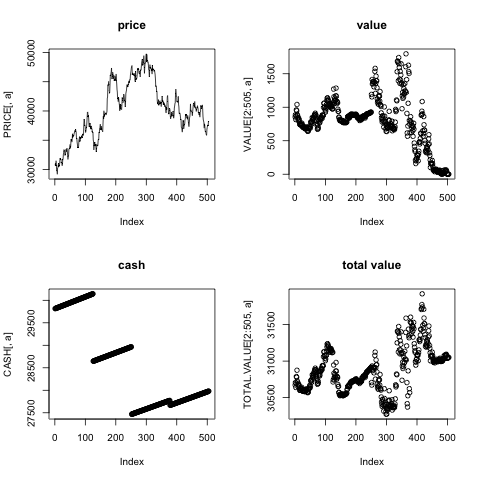 price
PRICE[, a]
50000
40000
30000
0 100 200 300 400 500
Index
value
VALUE[2:505, a]
1500
1000
500
0
0 100 200 300 400 500
Index
cash
CASH[, a]
29500
28500
27500
0 100 200 300 400 500
Index
total value
TOTAL.VALUE[2:505, a]
31500
31000
30500
0 100 200 300 400 500
Index